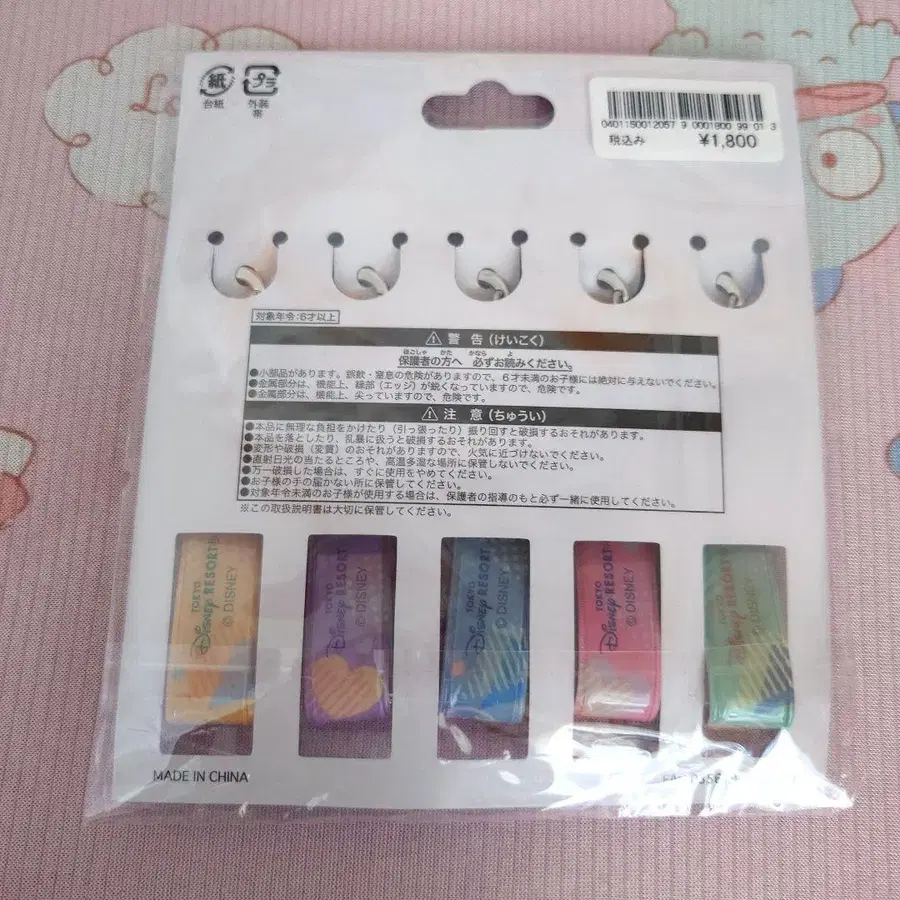 紙
台紙
プラ
外装
帯
0401150012057 9 0001800 99 01 3
税込み ¥1,800
対象年令:6才以上
⚠ 警 告 (けいこく)
保護者の方へ 必ずお読みください。
●小部品があります。誤飲・窒息の危険がありますので、6才未満のお子様には絶対に与えないでください。
●金属部分は、機能上、縁部(エッジ)が鋭くなっていますので、危険です。
●金属部分は、機能上、尖っていますので、危険です。
⚠ 注 意 (ちゅうい)
●本品に無理な負担をかけたり(引っ張ったり)振り回すと破損するおそれがあります。
●本品を落としたり、乱暴に扱うと破損するおそれがあります。
●変形や破損(変質)のおそれがありますので、火気に近づけないでください。
●直射日光の当たるところや、高温多湿な場所に保管しないでください。
●万一破損した場合は、すぐに使用をやめてください。
●お子様の手の届かない所に保管してください。
●対象年令未満のお子様が使用する場合は、保護者の指導のもと必ず一緒に使用してください。
※この取扱説明書は大切に保管してください。
TOKYO
Disney RESORT
© DISNEY
TOKYO
Disney RESORT
© DISNEY
TOKYO
Disney RESORT
© DISNEY
TOKYO
Disney RESORT
© DISNEY
TOKYO
Disney RESORT
MADE IN CHINA